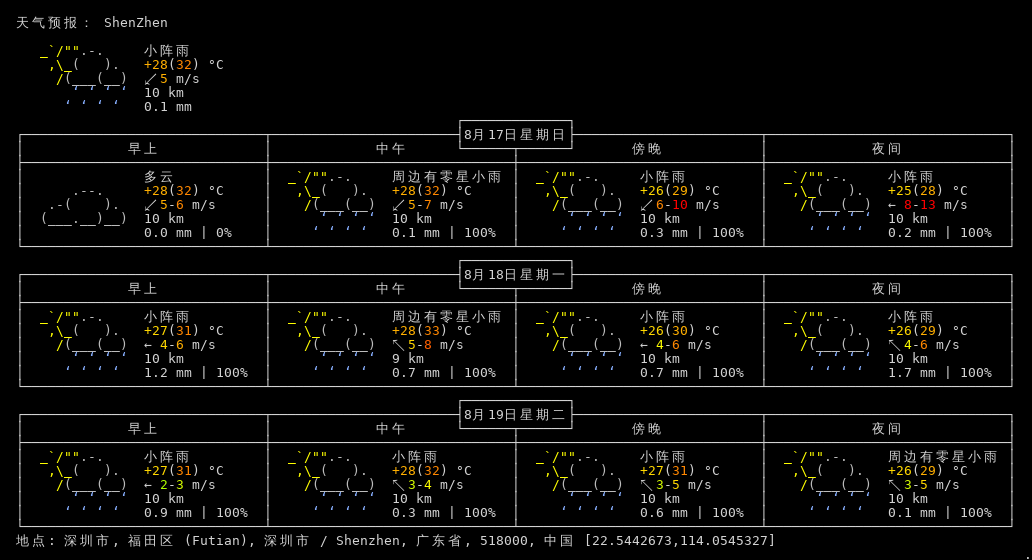 天气预报： ShenZhen
小阵雨
+28(32) °C
↙ 5 m/s
10 km
0.1 mm
8月17日星期日
早上 中午 傍晚 夜间
多云 周边有零星小雨 小阵雨 小阵雨
+28(32) °C +28(32) °C +26(29) °C +25(28) °C
↙ 5-6 m/s ↙ 5-7 m/s ↙ 6-10 m/s ← 8-13 m/s
10 km 10 km 10 km 10 km
0.0 mm | 0% 0.1 mm | 100% 0.3 mm | 100% 0.2 mm | 100%
8月18日星期一
早上 中午 傍晚 夜间
小阵雨 周边有零星小雨 小阵雨 小阵雨
+27(31) °C +28(33) °C +26(30) °C +26(29) °C
← 4-6 m/s ↖ 5-8 m/s ← 4-6 m/s ↖ 4-6 m/s
10 km 9 km 10 km 10 km
1.2 mm | 100% 0.7 mm | 100% 0.7 mm | 100% 1.7 mm | 100%
8月19日星期二
早上 中午 傍晚 夜间
小阵雨 小阵雨 小阵雨 周边有零星小雨
+27(31) °C +28(32) °C +27(31) °C +26(29) °C
← 2-3 m/s ↖ 3-4 m/s ↖ 3-5 m/s ↖ 3-5 m/s
10 km 10 km 10 km 10 km
0.9 mm | 100% 0.3 mm | 100% 0.6 mm | 100% 0.1 mm | 100%
地点: 深圳市, 福田区 (Futian), 深圳市 / Shenzhen, 广东省, 518000, 中国 [22.5442673,114.0545327]